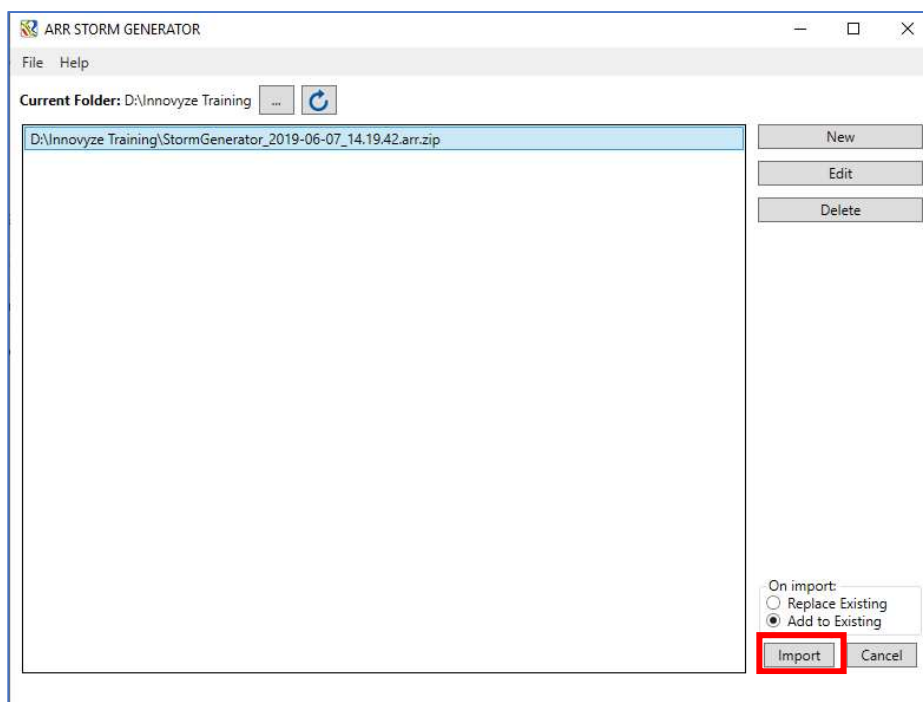 ARR STORM GENERATOR
File Help
Current Folder: D:\Innovyze Training ...
D:\Innovyze Training\StormGenerator_2019-06-07_14.19.42.arr.zip
New
Edit
Delete
On import:
Replace Existing
Add to Existing
Import Cancel